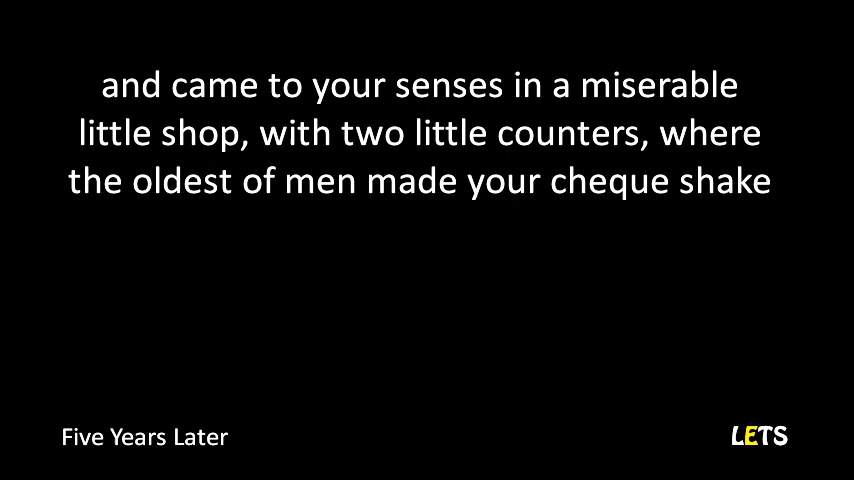 and came to your senses in a miserable
little shop, with two little counters, where
the oldest of men made your cheque shake
Five Years Later
LETS